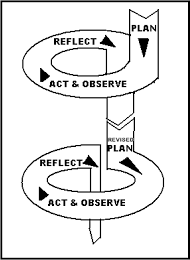 PLAN
REFLECT
ACT & OBSERVE
REVISED
PLAN
REFLECT
ACT & OBSERVE